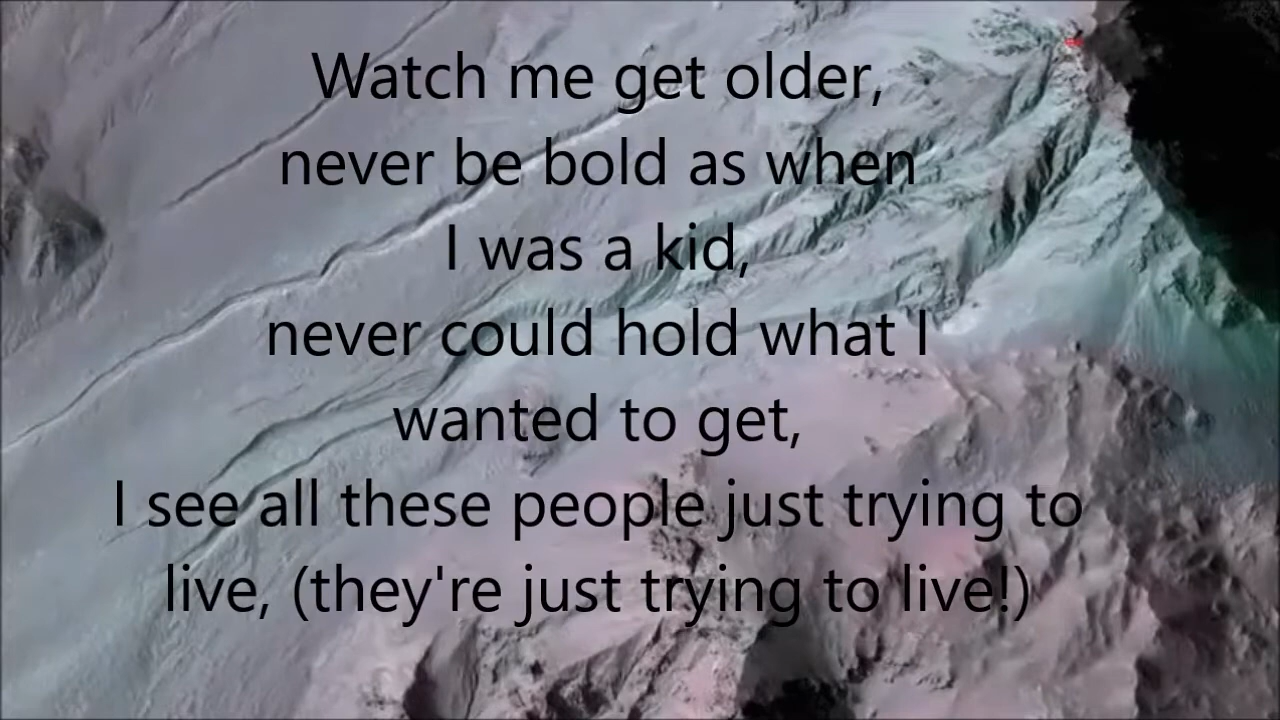 Watch me get older,
never be bold as when
I was a kid,
never could hold what I
wanted to get,
I see all these people just trying to
live, (they're just trying to live!)